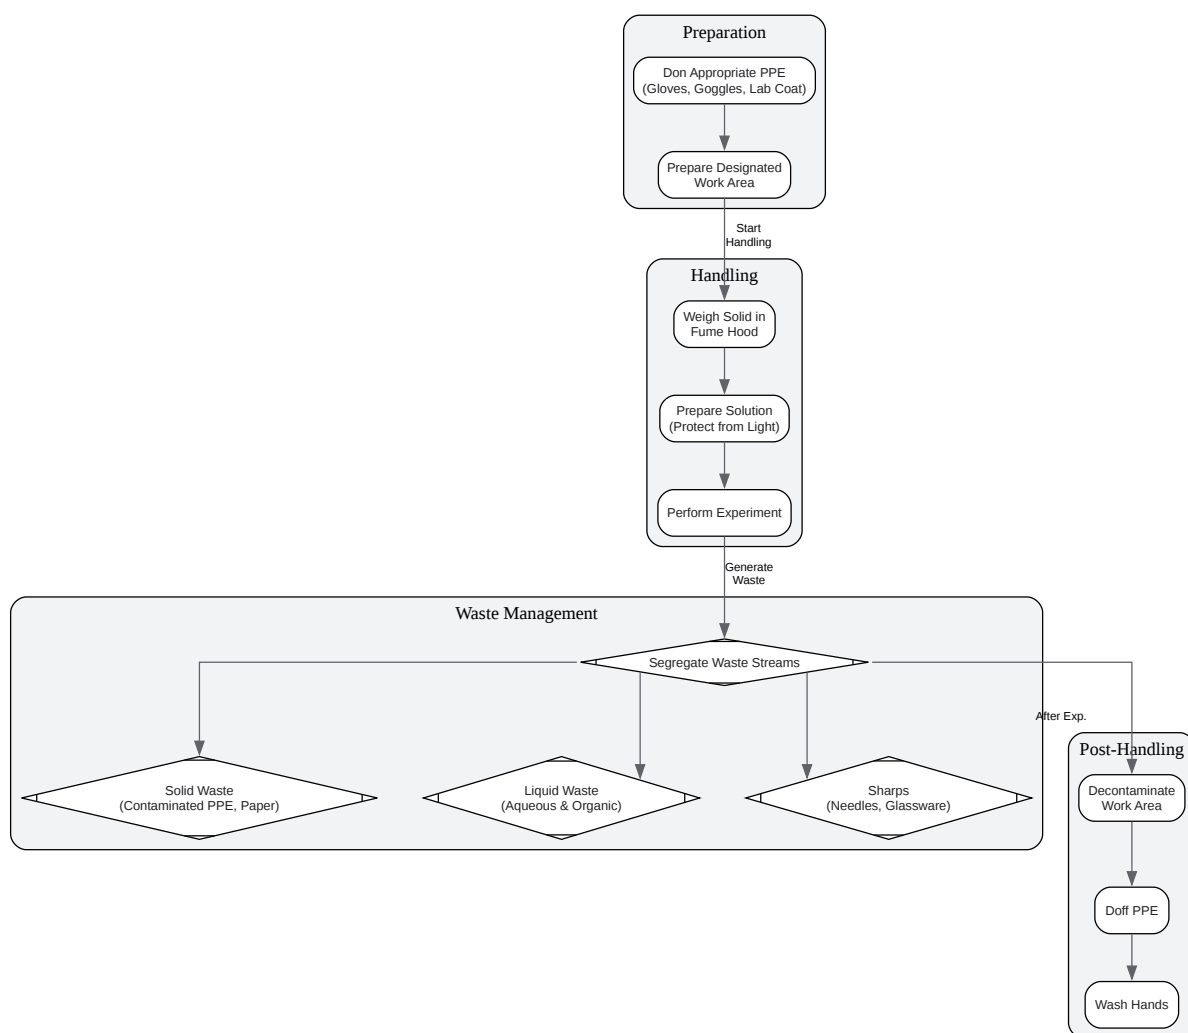 Preparation
Don Appropriate PPE
(Gloves, Goggles, Lab Coat)
Prepare Designated
Work Area
Start
Handling
Handling
Weigh Solid in
Fume Hood
Prepare Solution
(Protect from Light)
Perform Experiment
Generate
Waste
Waste Management
Segregate Waste Streams
Solid Waste
(Contaminated PPE, Paper)
Liquid Waste
(Aqueous & Organic)
Sharps
(Needles, Glassware)
After Exp.
Post-Handling
Decontaminate
Work Area
Doff PPE
Wash Hands